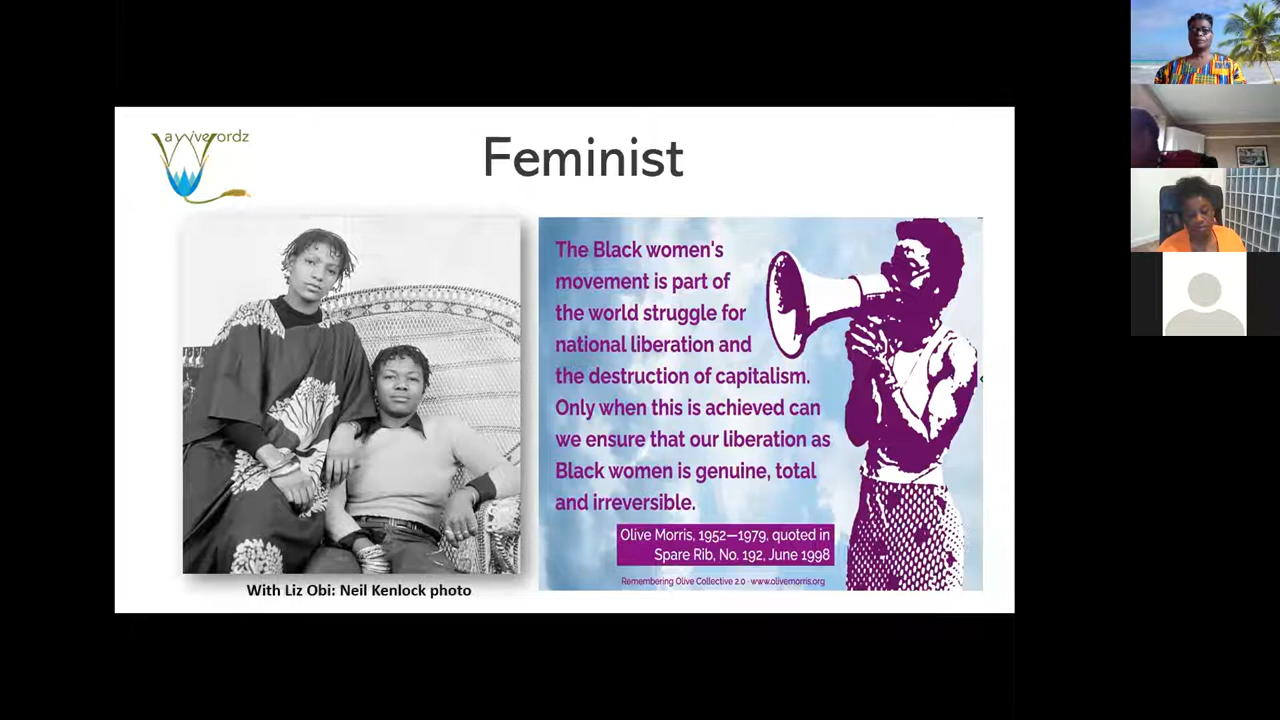 Feminist
The Black women's
movement is part of
the world struggle for
national liberation and
the destruction of capitalism.
Only when this is achieved can
we ensure that our liberation as
Black women is genuine, total
and irreversible.
Olive Morris, 1952—1979, quoted in
Spare Rib, No. 192, June 1998
Remembering Olive Collective 2.0 · www.olivemorris.org
With Liz Obi: Neil Kenlock photo